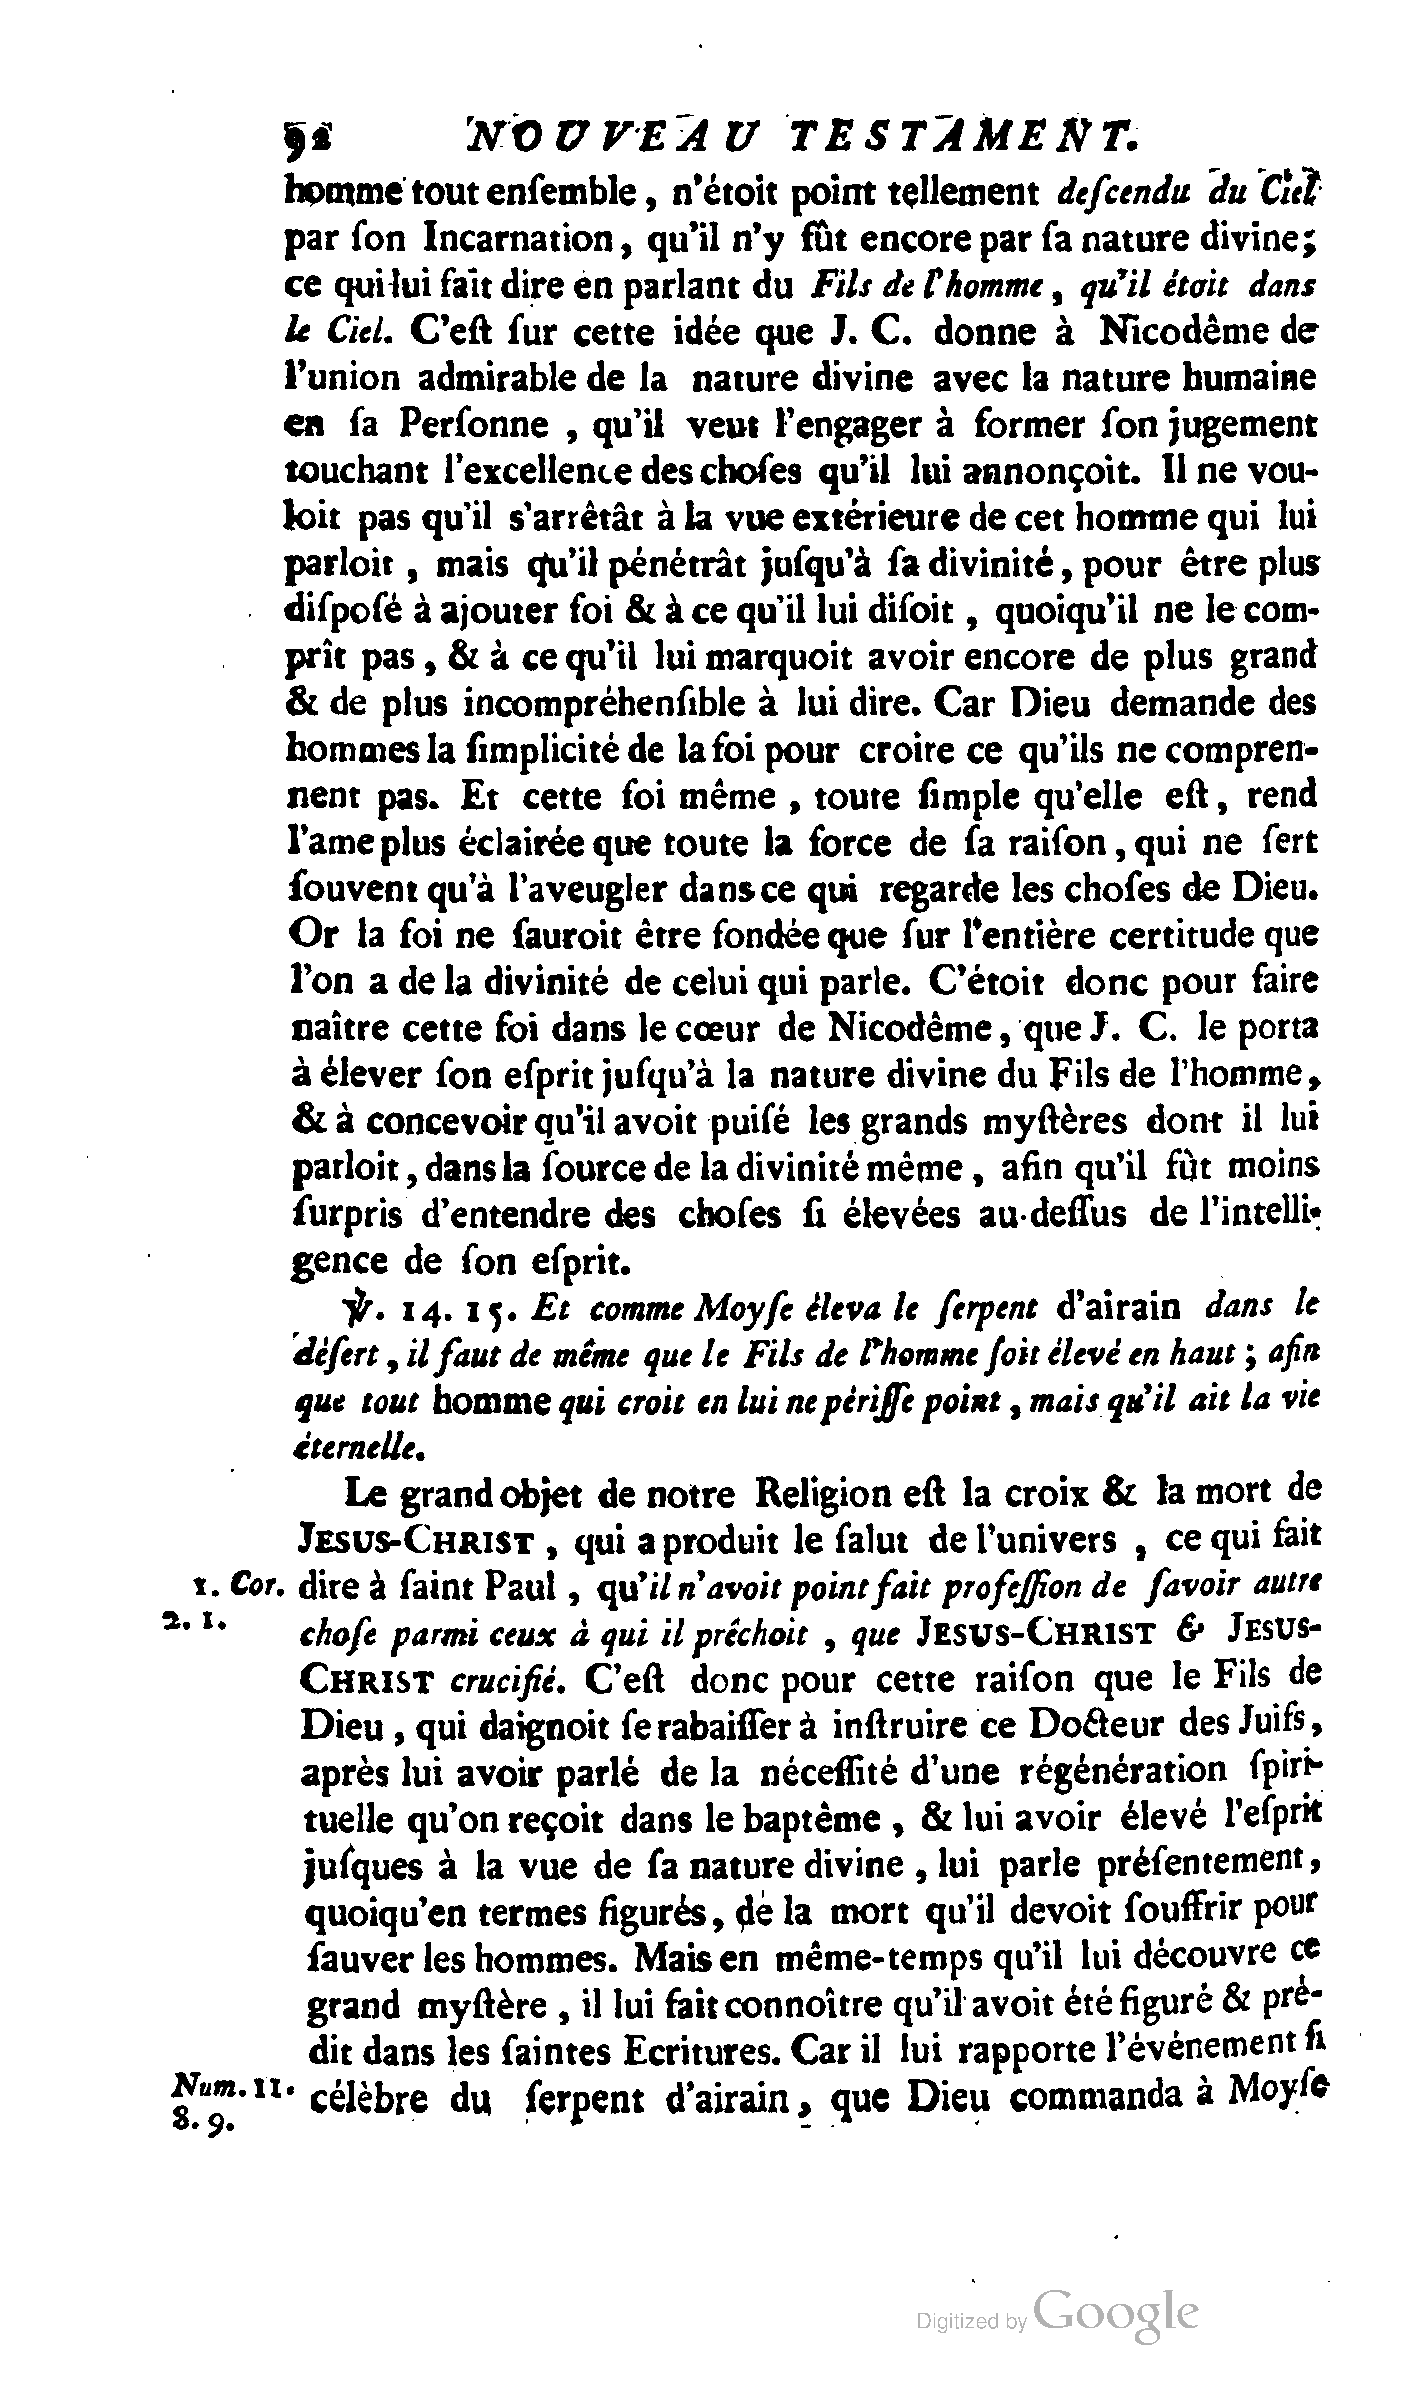 92 NOUVEAU TESTAMENT.
homme tout enſemble, n'étoit point tellement deſcendu du Ciel
par ſon Incarnation, qu'il n'y fût encore par ſa nature divine;
ce qui lui fait dire en parlant du Fils de l'homme, qu'il étoit dans
le Ciel. C'eſt ſur cette idée que J. C. donne à Nicodême de
l'union admirable de la nature divine avec la nature humaine
en ſa Perſonne, qu'il veut l'engager à former ſon jugement
touchant l'excellence des choſes qu'il lui annonçoit. Il ne vou-
loit pas qu'il s'arrêtât à la vue extérieure de cet homme qui lui
parloit, mais qu'il pénétrât juſqu'à ſa divinité, pour être plus
diſpoſé à ajouter foi & à ce qu'il lui diſoit, quoiqu'il ne le com-
prît pas, & à ce qu'il lui marquoit avoir encore de plus grand
& de plus incompréhenſible à lui dire. Car Dieu demande des
hommes la ſimplicité de la foi pour croire ce qu'ils ne compren-
nent pas. Et cette foi même, toute ſimple qu'elle eſt, rend
l'ame plus éclairée que toute la force de ſa raiſon, qui ne ſert
ſouvent qu'à l'aveugler dans ce qui regarde les choſes de Dieu.
Or la foi ne ſauroit être fondée que ſur l'entière certitude que
l'on a de la divinité de celui qui parle. C'étoit donc pour faire
naître cette foi dans le cœur de Nicodême, que J. C. le porta
à élever ſon eſprit juſqu'à la nature divine du Fils de l'homme,
& à concevoir qu'il avoit puiſé les grands myſtères dont il lui
parloit, dans la ſource de la divinité même, afin qu'il fût moins
ſurpris d'entendre des choſes ſi élevées au-deſſus de l'intelli-
gence de ſon eſprit.
℣. 14. 15. Et comme Moyſe éleva le ſerpent d'airain dans le
déſert, il faut de même que le Fils de l'homme ſoit élevé en haut; afin
que tout homme qui croit en lui ne périſſe point, mais qu'il ait la vie
éternelle.
Le grand objet de notre Religion eſt la croix & la mort de
JESUS-CHRIST, qui a produit le ſalut de l'univers, ce qui fait
1. Cor. dire à ſaint Paul, qu'il n'avoit point fait profeſſion de ſavoir autre
2. 1. choſe parmi ceux à qui il prêchoit, que JESUS-CHRIST & JESUS-
CHRIST crucifié. C'eſt donc pour cette raiſon que le Fils de
Dieu, qui daignoit ſe rabaiſſer à inſtruire ce Docteur des Juifs,
après lui avoir parlé de la néceſſité d'une régénération ſpiri-
tuelle qu'on reçoit dans le baptême, & lui avoir élevé l'eſprit
juſques à la vue de ſa nature divine, lui parle préſentement,
quoiqu'en termes figurés, de la mort qu'il devoit ſouffrir pour
ſauver les hommes. Mais en même-temps qu'il lui découvre ce
grand myſtère, il lui fait connoître qu'il avoit été figuré & pré-
dit dans les ſaintes Ecritures. Car il lui rapporte l'événement ſi
Num. 11. célèbre du ſerpent d'airain, que Dieu commanda à Moyſe
8. 9.
Digitized by Google